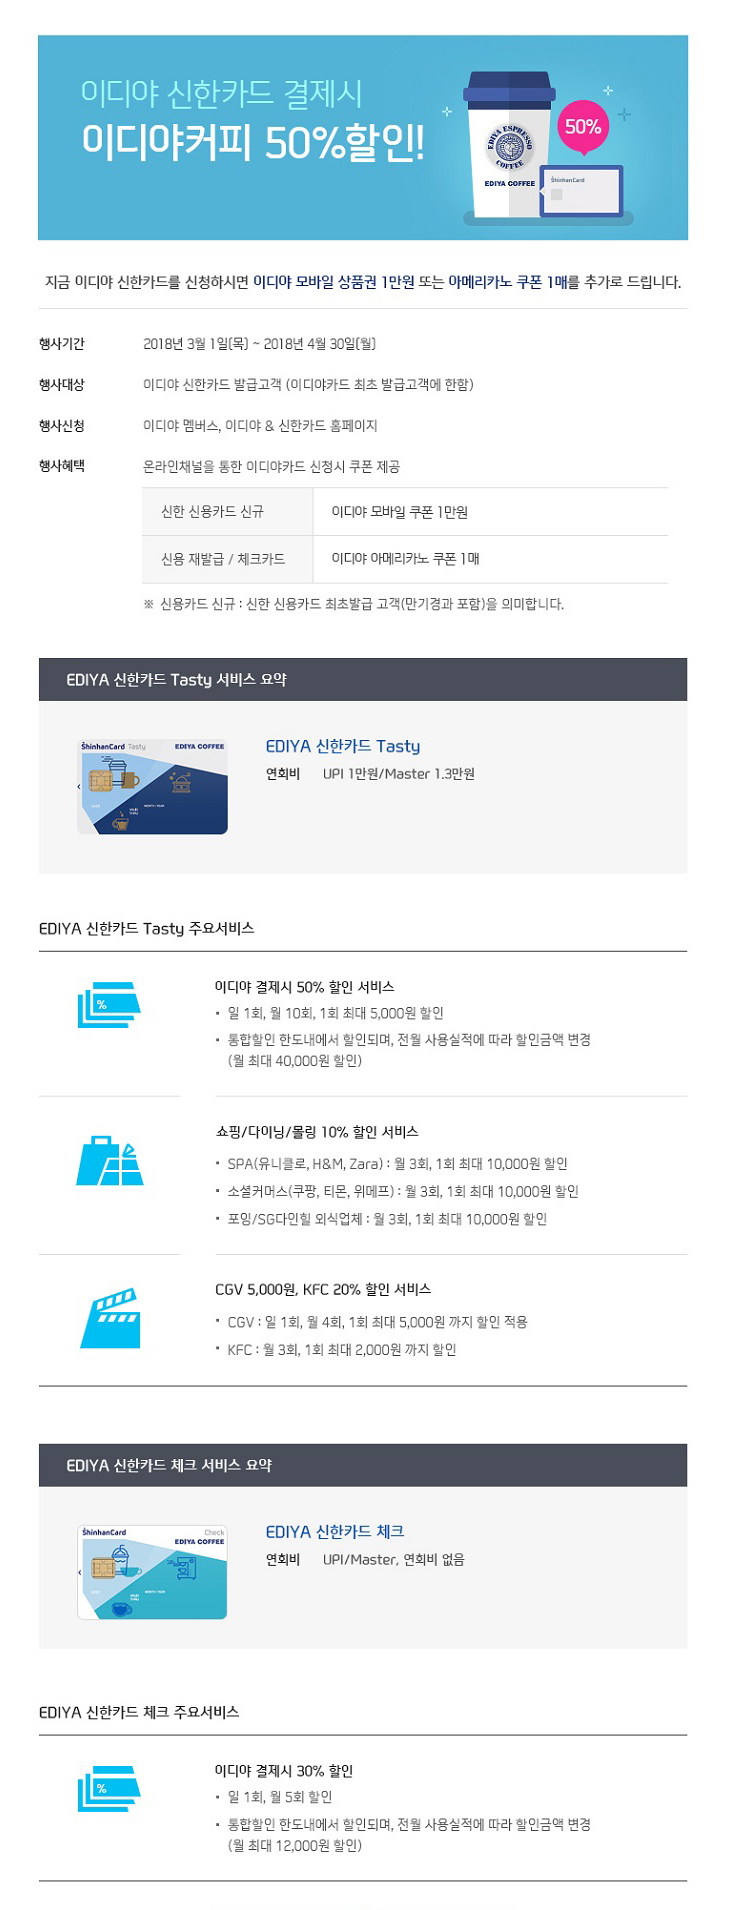 이디야 신한카드 결제시
이디야커피 50%할인!
50%
EDIYA ESPRESSO COFFEE
EDIYA COFFEE
ShinhanCard
지금 이디야 신한카드를 신청하시면 이디야 모바일 상품권 1만원 또는 아메리카노 쿠폰 1매를 추가로 드립니다.
행사기간 2018년 3월 1일(목) ~ 2018년 4월 30일(월)
행사대상 이디야 신한카드 발급고객 (이디야카드 최초 발급고객에 한함)
행사신청 이디야 멤버스, 이디야 & 신한카드 홈페이지
행사혜택 온라인채널을 통한 이디야카드 신청시 쿠폰 제공
신한 신용카드 신규 이디야 모바일 쿠폰 1만원
신용 재발급 / 체크카드 이디야 아메리카노 쿠폰 1매
※ 신용카드 신규 : 신한 신용카드 최초발급 고객(만기경과 포함)을 의미합니다.
EDIYA 신한카드 Tasty 서비스 요약
ShinhanCard Tasty EDIYA COFFEE
MONTH / YEAR
VALID
THRU
EDIYA 신한카드 Tasty
연회비 UPI 1만원/Master 1.3만원
EDIYA 신한카드 Tasty 주요서비스
%
이디야 결제시 50% 할인 서비스
• 일 1회, 월 10회, 1회 최대 5,000원 할인
• 통합할인 한도내에서 할인되며, 전월 사용실적에 따라 할인금액 변경
(월 최대 40,000원 할인)
쇼핑/다이닝/몰링 10% 할인 서비스
• SPA(유니클로, H&M, Zara) : 월 3회, 1회 최대 10,000원 할인
• 소셜커머스(쿠팡, 티몬, 위메프) : 월 3회, 1회 최대 10,000원 할인
• 포잉/SG다인힐 외식업체 : 월 3회, 1회 최대 10,000원 할인
CGV 5,000원, KFC 20% 할인 서비스
• CGV : 일 1회, 월 4회, 1회 최대 5,000원 까지 할인 적용
• KFC : 월 3회, 1회 최대 2,000원 까지 할인
EDIYA 신한카드 체크 서비스 요약
ShinhanCard Check
EDIYA COFFEE
MONTH / YEAR
VALID
THRU
EDIYA 신한카드 체크
연회비 UPI/Master, 연회비 없음
EDIYA 신한카드 체크 주요서비스
%
이디야 결제시 30% 할인
• 일 1회, 월 5회 할인
• 통합할인 한도내에서 할인되며, 전월 사용실적에 따라 할인금액 변경
(월 최대 12,000원 할인)